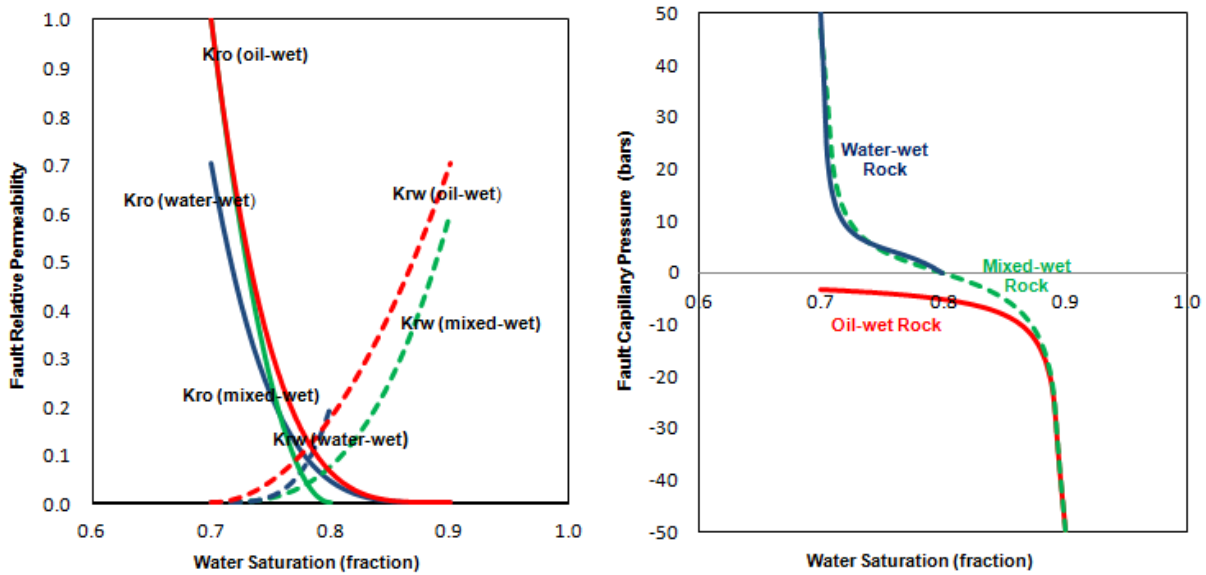 1.0
0.9
0.8
0.7
0.6
0.5
0.4
0.3
0.2
0.1
0.0
0.6
0.7
0.8
0.9
1.0
Fault Relative Permeability
Water Saturation (fraction)
Kro (oil-wet)
Kro (water-wet)
Krw (oil-wet)
Krw (mixed-wet)
Kro (mixed-wet)
Krw (water-wet)
50
40
30
20
10
0
-10
-20
-30
-40
-50
0.6
0.7
0.8
0.9
1.0
Fault Capillary Pressure (bars)
Water Saturation (fraction)
Water-wet
Rock
Mixed-wet
Rock
Oil-wet Rock